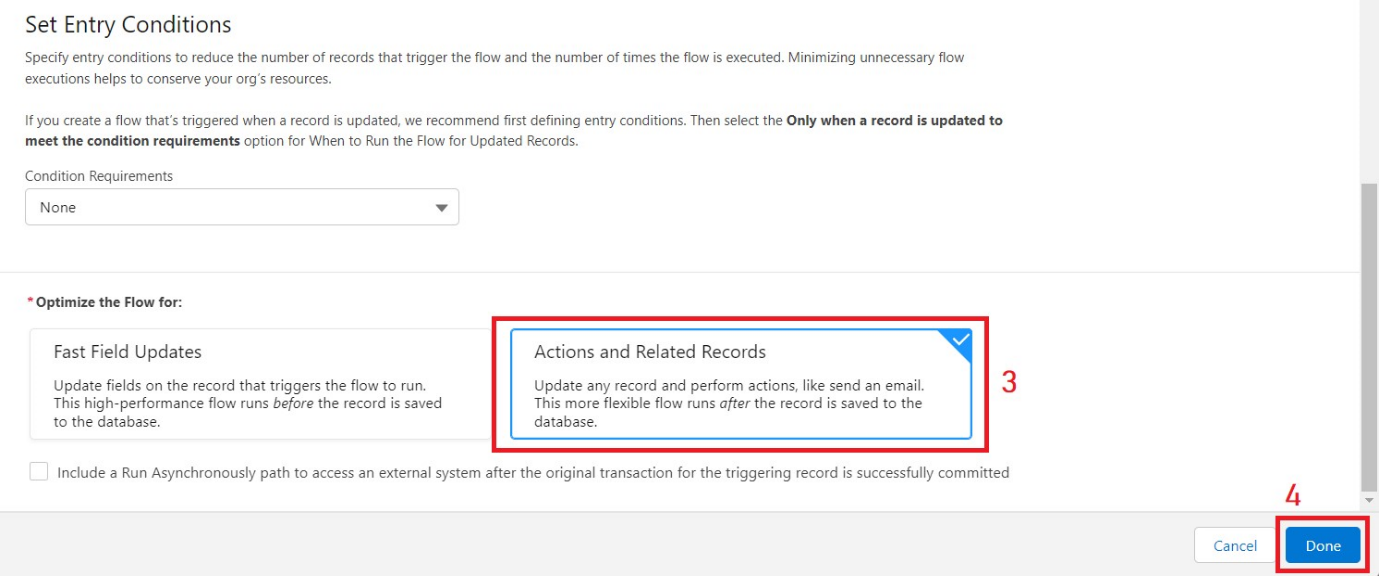 Set Entry Conditions
Specify entry conditions to reduce the number of records that trigger the flow and the number of times the flow is executed. Minimizing unnecessary flow
executions helps to conserve your org's resources.
If you create a flow that's triggered when a record is updated, we recommend first defining entry conditions. Then select the Only when a record is updated to
meet the condition requirements option for When to Run the Flow for Updated Records.
Condition Requirements
None
* Optimize the Flow for:
Fast Field Updates
Update fields on the record that triggers the flow to run.
This high-performance flow runs before the record is saved
to the database.
Actions and Related Records
Update any record and perform actions, like send an email.
This more flexible flow runs after the record is saved to the
database.
3
Include a Run Asynchronously path to access an external system after the original transaction for the triggering record is successfully committed
4
Cancel
Done